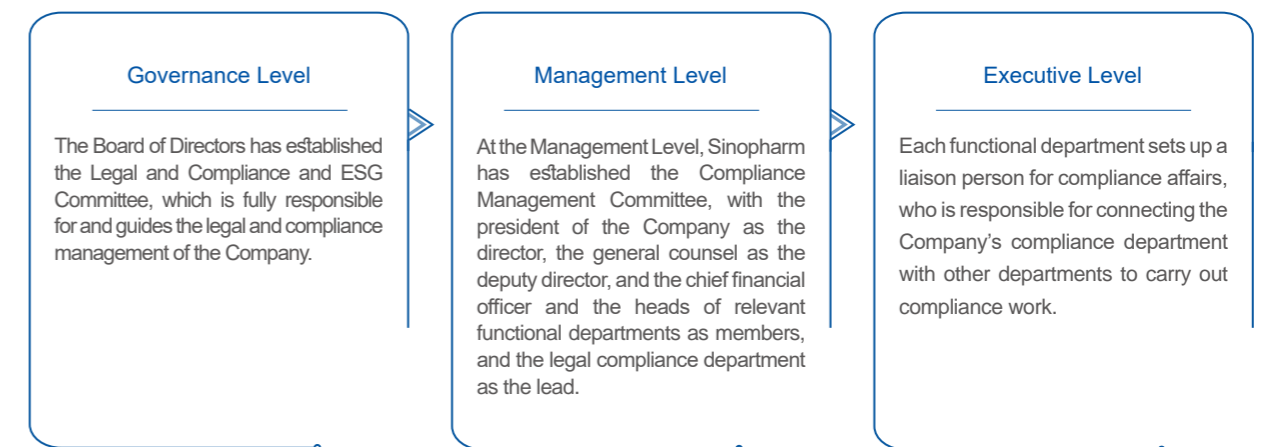 Governance Level
The Board of Directors has established
the Legal and Compliance and ESG
Committee, which is fully responsible
for and guides the legal and compliance
management of the Company.
Management Level
At the Management Level, Sinopharm
has established the Compliance
Management Committee, with the
president of the Company as the
director, the general counsel as the
deputy director, and the chief financial
officer and the heads of relevant
functional departments as members,
and the legal compliance department
as the lead.
Executive Level
Each functional department sets up a
liaison person for compliance affairs,
who is responsible for connecting the
Company’s compliance department
with other departments to carry out
compliance work.